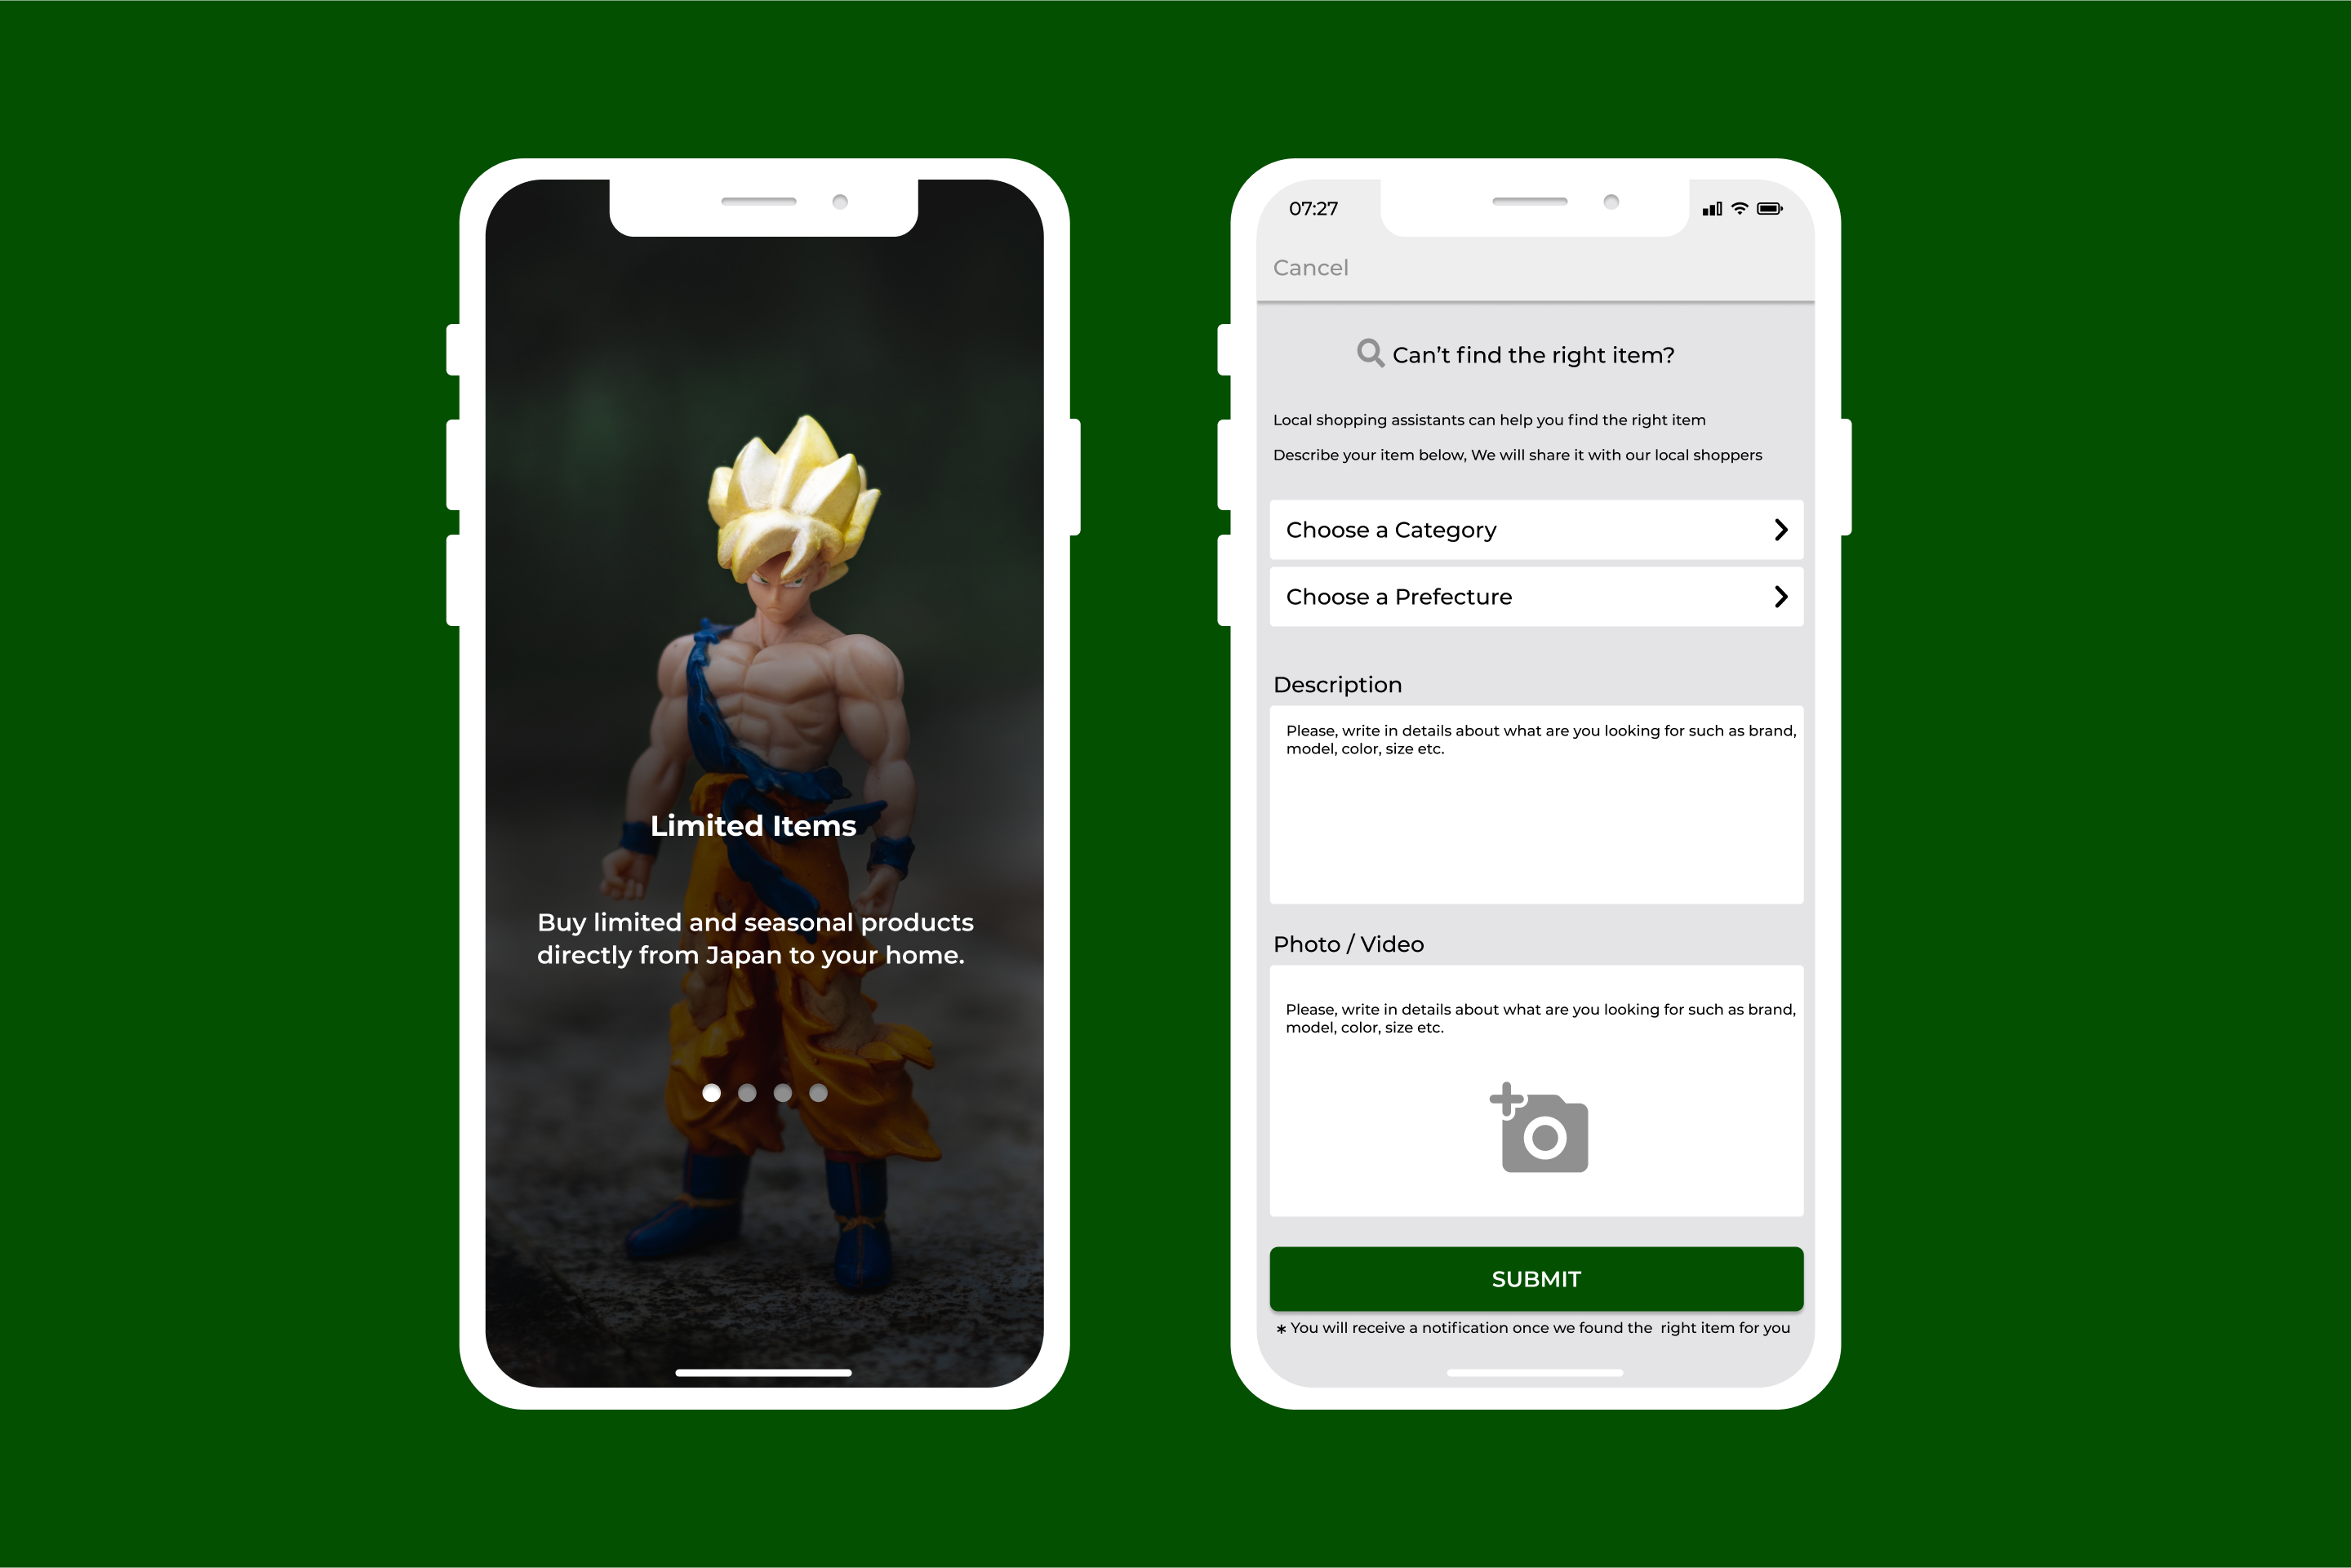 Limited Items
Buy limited and seasonal products
directly from Japan to your home.
07:27
Cancel
Can’t find the right item?
Local shopping assistants can help you find the right item
Describe your item below, We will share it with our local shoppers
Choose a Category
Choose a Prefecture
Description
Please, write in details about what are you looking for such as brand,
model, color, size etc.
Photo / Video
Please, write in details about what are you looking for such as brand,
model, color, size etc.
SUBMIT
* You will receive a notification once we found the  right item for you